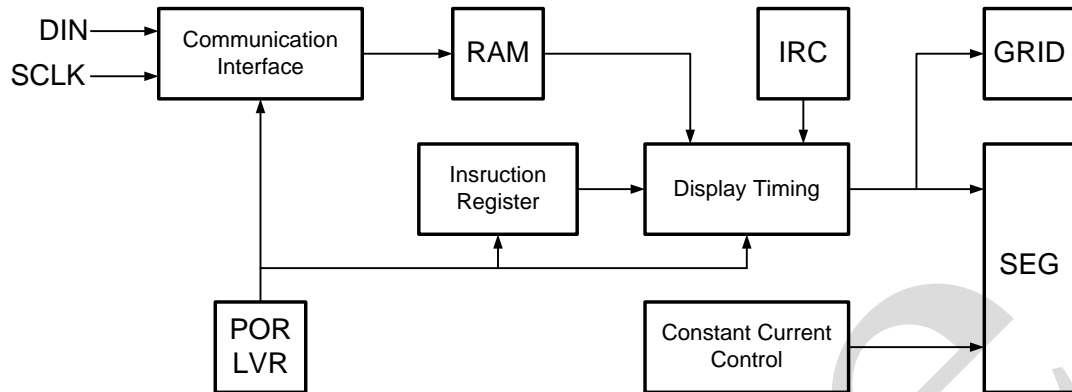 DIN
SCLK
Communication
Interface
RAM
IRC
GRID
Insruction
Register
Display Timing
SEG
POR
LVR
Constant Current
Control